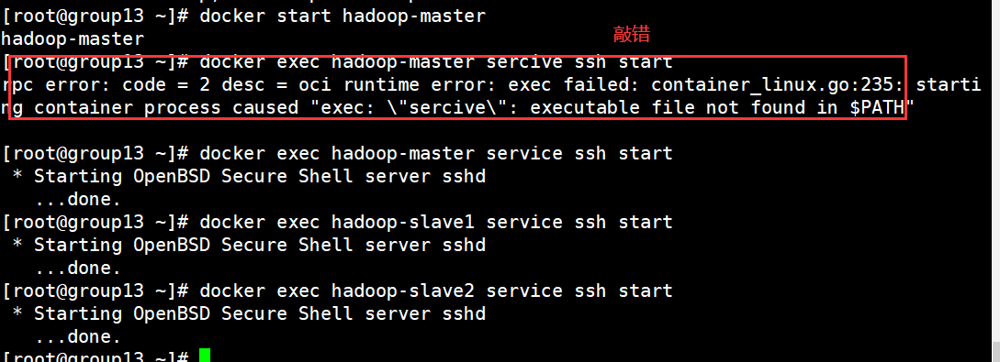 [root@group13 ~]# docker start hadoop-master
hadoop-master
敲错
[root@group13 ~]# docker exec hadoop-master sercive ssh start
rpc error: code = 2 desc = oci runtime error: exec failed: container_linux.go:235: starti
ng container process caused "exec: \"sercive\": executable file not found in $PATH"
[root@group13 ~]# docker exec hadoop-master service ssh start
* Starting OpenBSD Secure Shell server sshd
...done.
[root@group13 ~]# docker exec hadoop-slave1 service ssh start
* Starting OpenBSD Secure Shell server sshd
...done.
[root@group13 ~]# docker exec hadoop-slave2 service ssh start
* Starting OpenBSD Secure Shell server sshd
...done.
[root@group13 ~]#